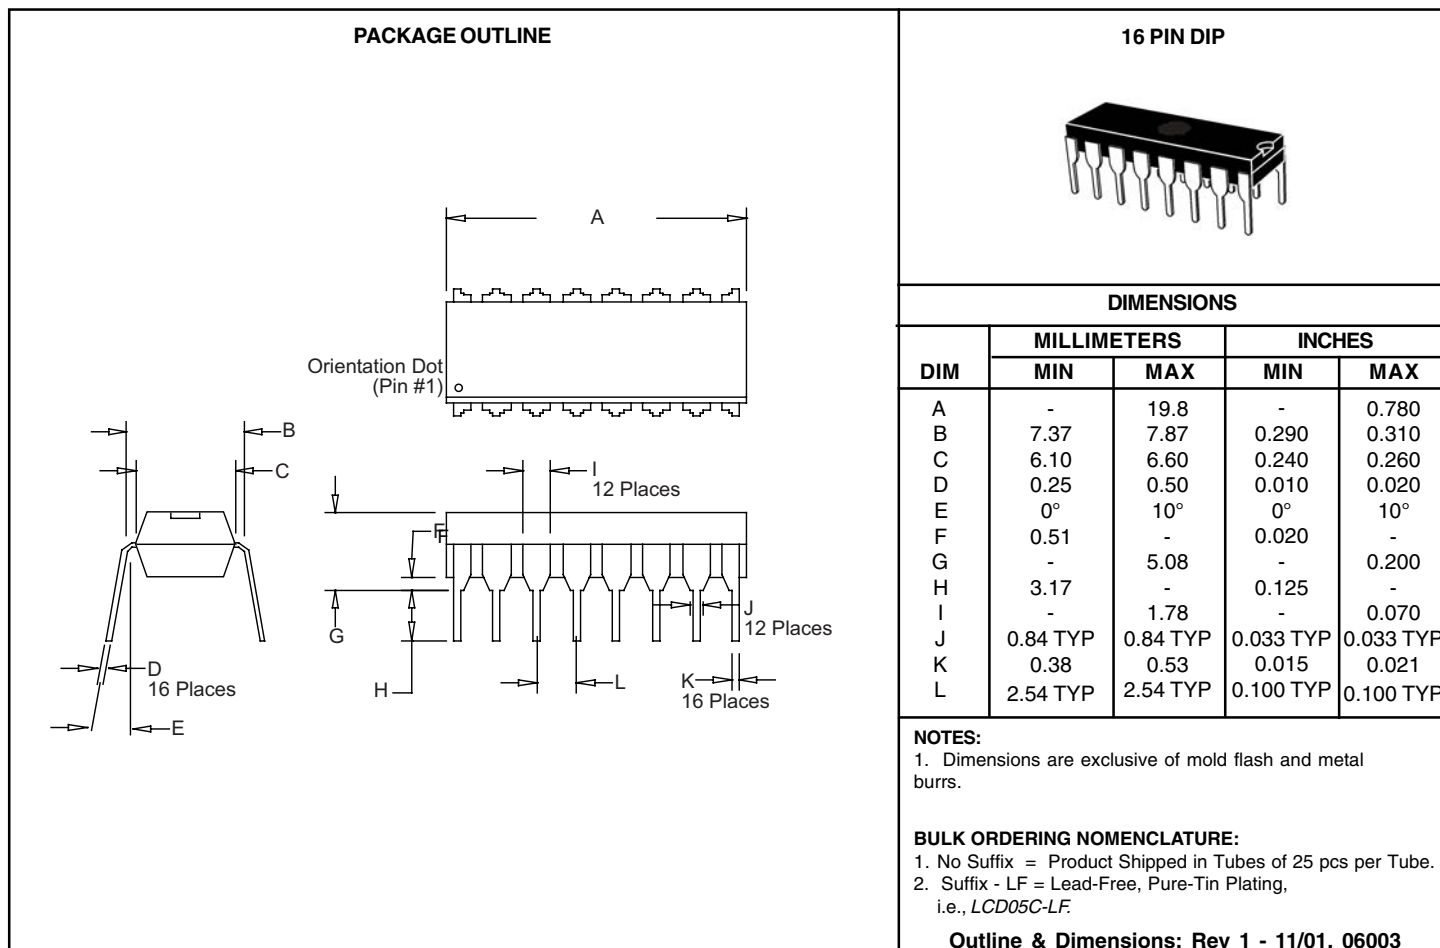 PACKAGE OUTLINE
A
Orientation Dot
(Pin #1)
B
C
I
12 Places
F
F
G
J
12 Places
D
16 Places
H
L
K
16 Places
E
16 PIN DIP
DIMENSIONS
MILLIMETERS INCHES
DIM MIN MAX MIN MAX
A - 19.8 - 0.780
B 7.37 7.87 0.290 0.310
C 6.10 6.60 0.240 0.260
D 0.25 0.50 0.010 0.020
E 0° 10° 0° 10°
F 0.51 - 0.020 -
G - 5.08 - 0.200
H 3.17 - 0.125 -
I - 1.78 - 0.070
J 0.84 TYP 0.84 TYP 0.033 TYP 0.033 TYP
K 0.38 0.53 0.015 0.021
L 2.54 TYP 2.54 TYP 0.100 TYP 0.100 TYP
NOTES:
1. Dimensions are exclusive of mold flash and metal
burrs.
BULK ORDERING NOMENCLATURE:
1. No Suffix = Product Shipped in Tubes of 25 pcs per Tube.
2. Suffix - LF = Lead-Free, Pure-Tin Plating,
i.e., LCD05C-LF.
Outline & Dimensions: Rev 1 - 11/01, 06003